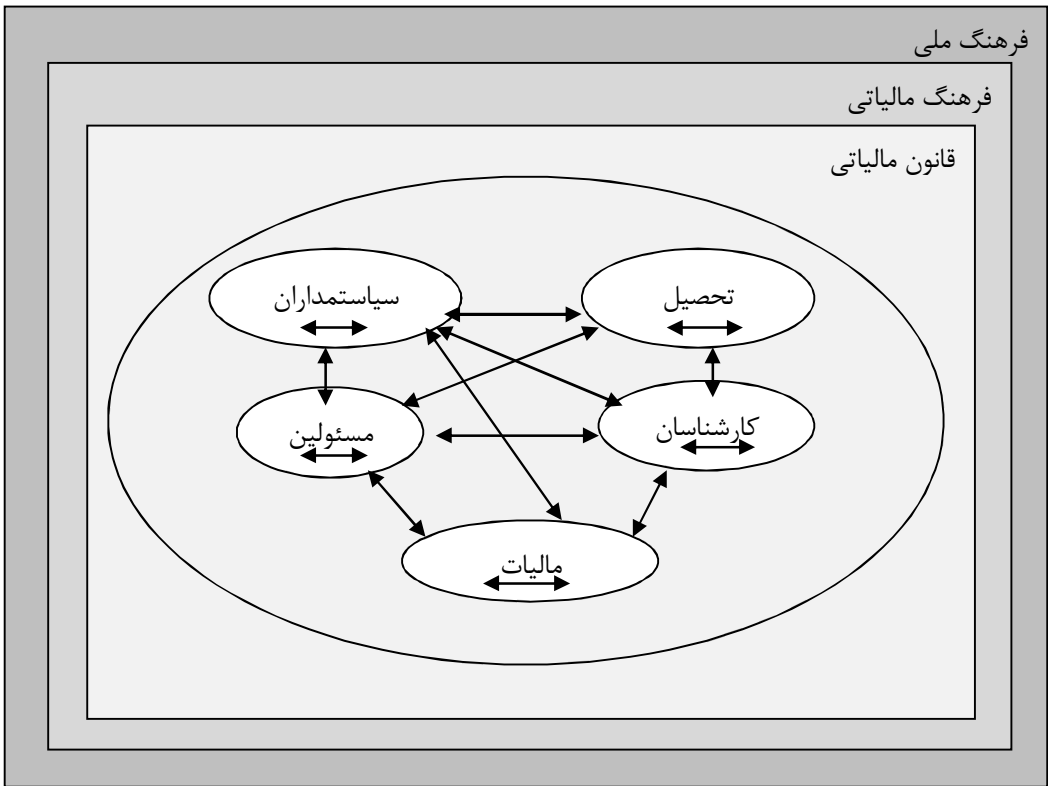 فرهنگ ملی
فرهنگ مالیاتی
قانون مالیاتی
تحصیل
سیاستمداران
کارشناسان
مسئولین
مالیات